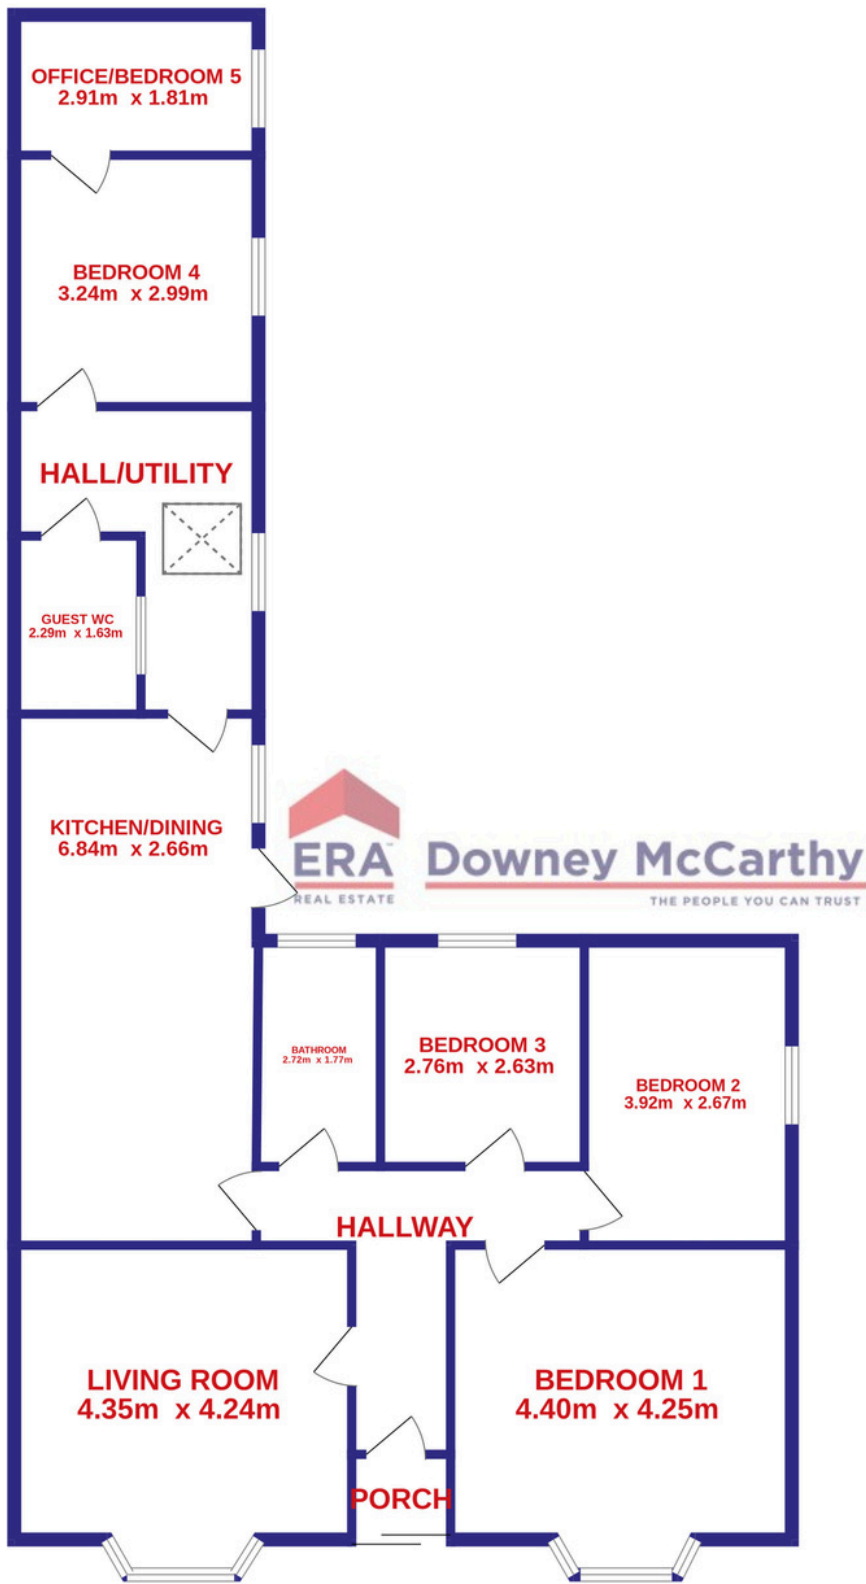 OFFICE/BEDROOM 5
2.91m x 1.81m
BEDROOM 4
3.24m x 2.99m
HALL/UTILITY
GUEST WC
2.29m x 1.63m
KITCHEN/DINING
6.84m x 2.66m
ERA™
REAL ESTATE
Downey McCarthy
THE PEOPLE YOU CAN TRUST
BATHROOM
2.72m x 1.77m
BEDROOM 3
2.76m x 2.63m
BEDROOM 2
3.92m x 2.67m
HALLWAY
LIVING ROOM
4.35m x 4.24m
BEDROOM 1
4.40m x 4.25m
PORCH